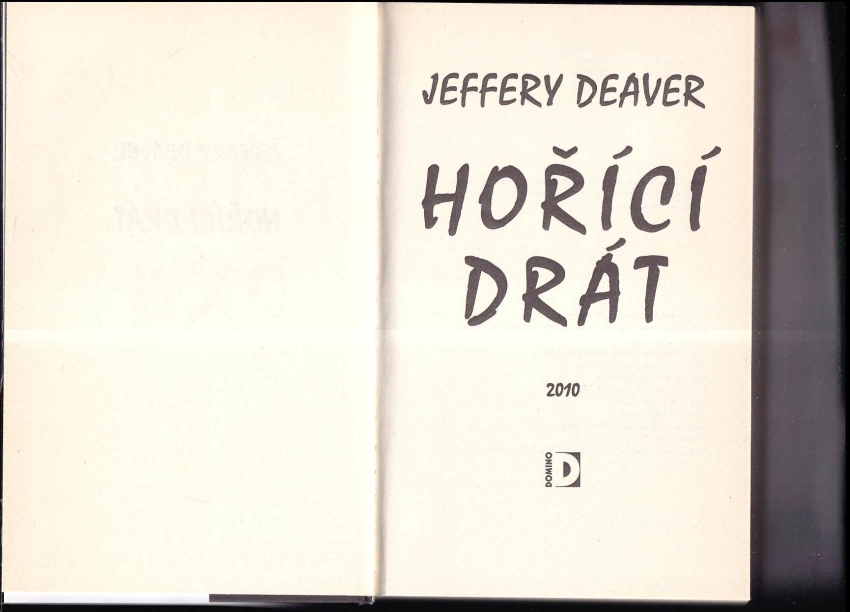 JEFFERY DEAVER
HOŘÍCÍ
DRÁT
2010
DOMINO
D